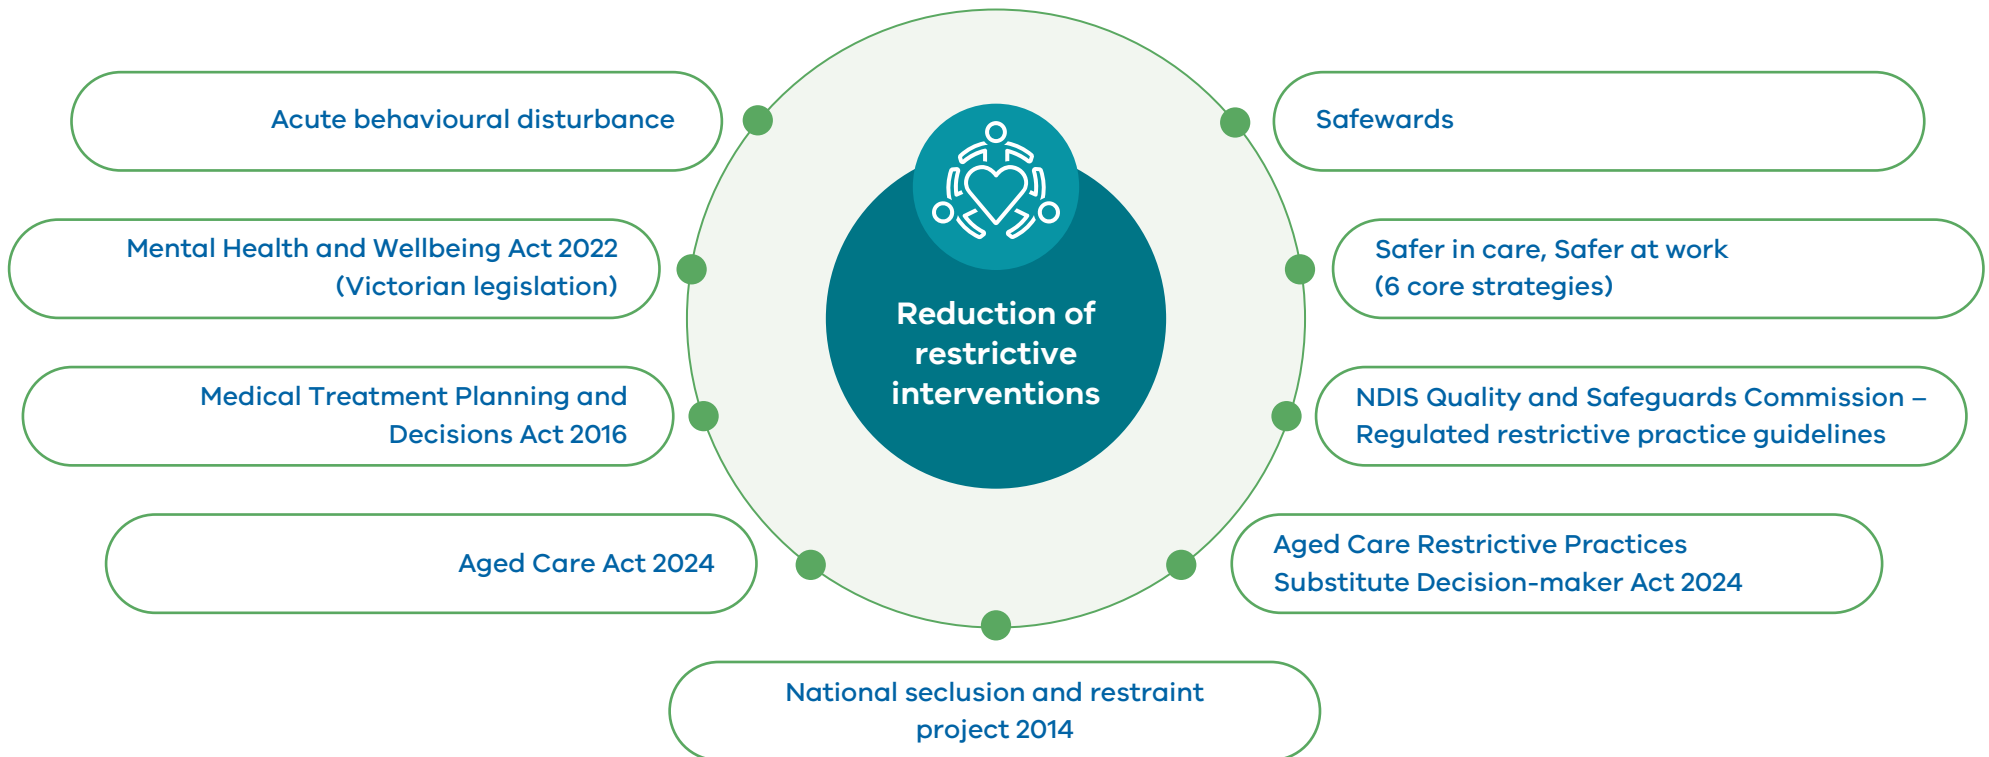 Acute behavioural disturbance
Mental Health and Wellbeing Act 2022
(Victorian legislation)
Medical Treatment Planning and
Decisions Act 2016
Aged Care Act 2024
Reduction of
restrictive
interventions
Safewards
Safer in care, Safer at work
(6 core strategies)
NDIS Quality and Safeguards Commission –
Regulated restrictive practice guidelines
Aged Care Restrictive Practices
Substitute Decision-maker Act 2024
National seclusion and restraint
project 2014